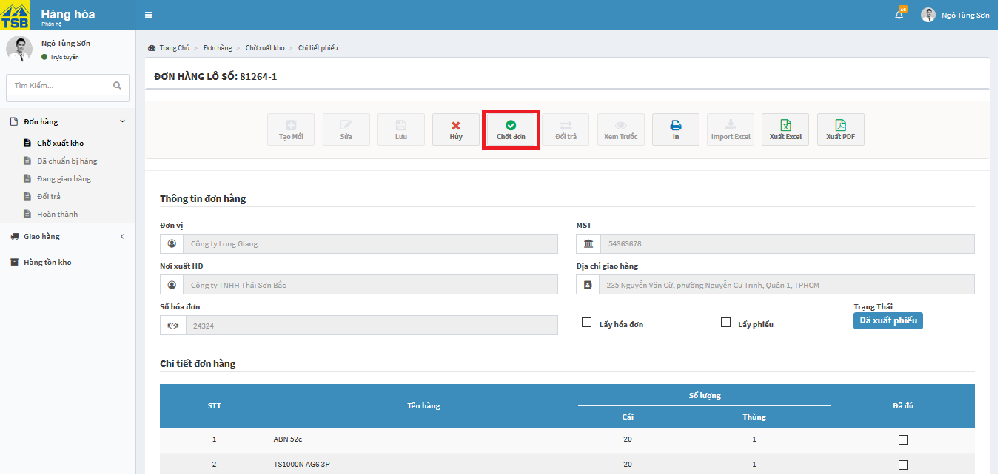 TSB
Hàng hóa
Phân hệ
10
Ngô Tùng Sơn
Ngô Tùng Sơn
Trực tuyến
Tìm Kiếm...
Đơn hàng
Chờ xuất kho
Đã chuẩn bị hàng
Đang giao hàng
Đổi trả
Hoàn thành
Giao hàng
Hàng tồn kho
Trang Chủ > Đơn hàng > Chờ xuất kho > Chi tiết phiếu
ĐƠN HÀNG LÔ SỐ: 81264-1
Tạo Mới
Sửa
Lưu
Hủy
Chốt đơn
Đổi trả
Xem Trước
In
Import Excel
Xuất Excel
Xuất PDF
Thông tin đơn hàng
Đơn vị
Công ty Long Giang
MST
54363678
Nơi xuất HĐ
Công ty TNHH Thái Sơn Bắc
Địa chỉ giao hàng
235 Nguyễn Văn Cừ, phường Nguyễn Cư Trinh, Quận 1, TPHCM
Số hóa đơn
24324
Lấy hóa đơn
Lấy phiếu
Trạng Thái
Đã xuất phiếu
Chi tiết đơn hàng
STT Tên hàng Số lượng Đã đủ
Cái Thùng
1 ABN 52c 20 1
2 TS1000N AG6 3P 20 1